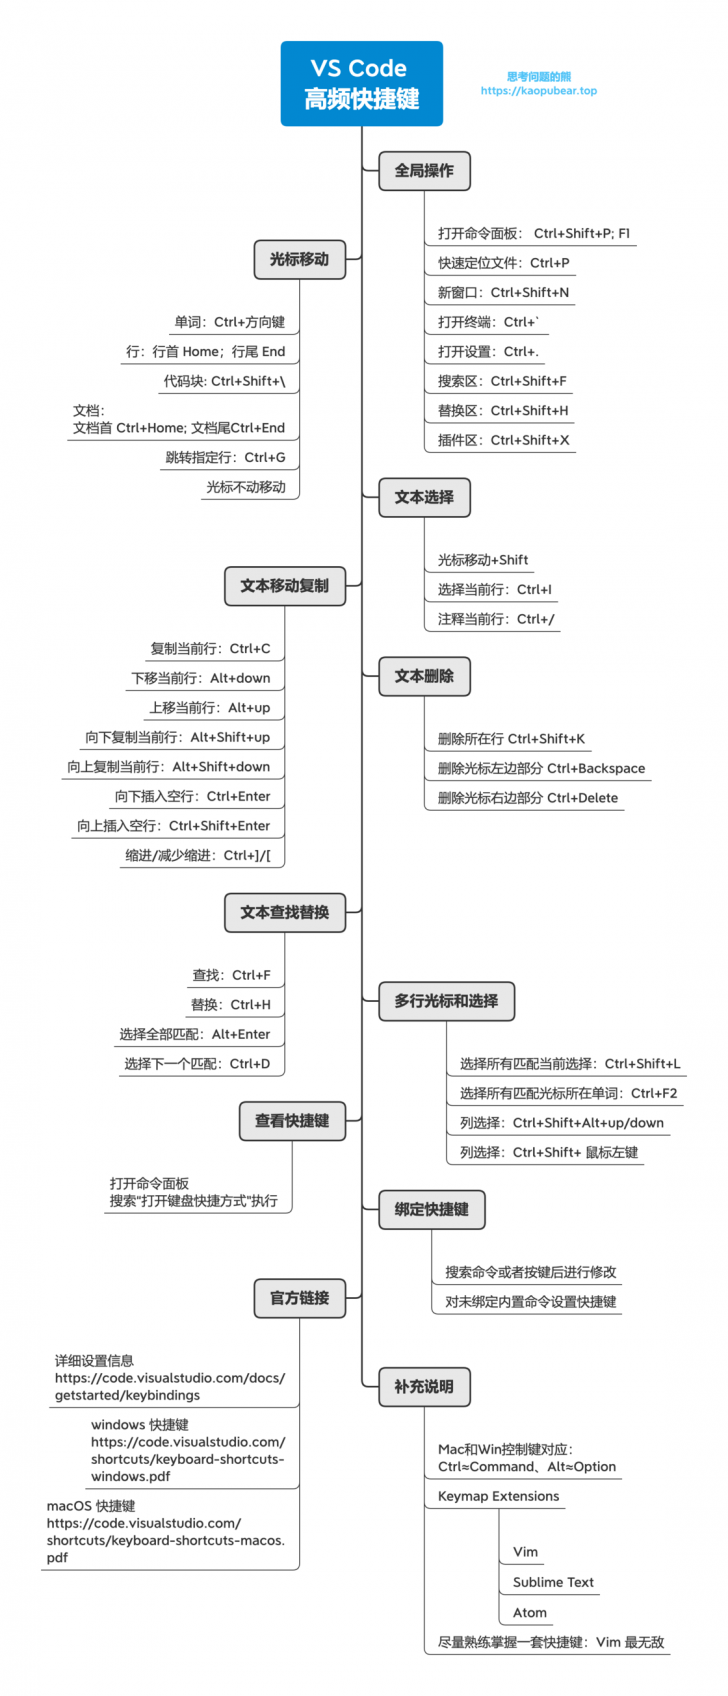 VS Code
高频快捷键
思考问题的熊
https://kaopubear.top
全局操作
打开命令面板： Ctrl+Shift+P; F1
快速定位文件：Ctrl+P
新窗口：Ctrl+Shift+N
打开终端：Ctrl+`
打开设置：Ctrl+.
搜索区：Ctrl+Shift+F
替换区：Ctrl+Shift+H
插件区：Ctrl+Shift+X
光标移动
单词：Ctrl+方向键
行：行首 Home；行尾 End
代码块: Ctrl+Shift+\
文档：
文档首 Ctrl+Home; 文档尾Ctrl+End
跳转指定行：Ctrl+G
光标不动移动
文本选择
光标移动+Shift
选择当前行：Ctrl+I
注释当前行：Ctrl+/
文本移动复制
复制当前行：Ctrl+C
下移当前行：Alt+down
上移当前行：Alt+up
向下复制当前行：Alt+Shift+up
向上复制当前行：Alt+Shift+down
向下插入空行：Ctrl+Enter
向上插入空行：Ctrl+Shift+Enter
缩进/减少缩进：Ctrl+]/[
文本删除
删除所在行 Ctrl+Shift+K
删除光标左边部分 Ctrl+Backspace
删除光标右边部分 Ctrl+Delete
文本查找替换
查找：Ctrl+F
替换：Ctrl+H
选择全部匹配：Alt+Enter
选择下一个匹配：Ctrl+D
多行光标和选择
选择所有匹配当前选择：Ctrl+Shift+L
选择所有匹配光标所在单词：Ctrl+F2
列选择：Ctrl+Shift+Alt+up/down
列选择：Ctrl+Shift+ 鼠标左键
查看快捷键
打开命令面板
搜索“打开键盘快捷方式”执行
绑定快捷键
搜索命令或者按键后进行修改
对未绑定内置命令设置快捷键
官方链接
详细设置信息
https://code.visualstudio.com/docs/
getstarted/keybindings
windows 快捷键
https://code.visualstudio.com/
shortcuts/keyboard-shortcuts-
windows.pdf
macOS 快捷键
https://code.visualstudio.com/
shortcuts/keyboard-shortcuts-macos.
pdf
补充说明
Mac和Win控制键对应：
Ctrl≈Command、Alt≈Option
Keymap Extensions
Vim
Sublime Text
Atom
尽量熟练掌握一套快捷键：Vim 最无敌